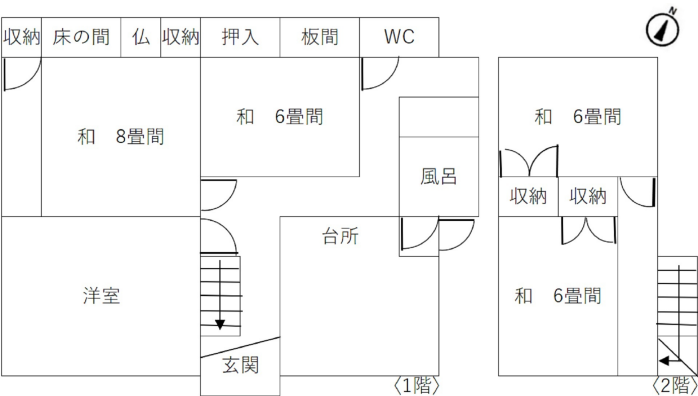 N
収納 床の間 仏 収納 押入 板間 WC
和　8畳間
和　6畳間
和　6畳間
風呂
収納 収納
台所
洋室
和　6畳間
玄関
〈1階〉
〈2階〉